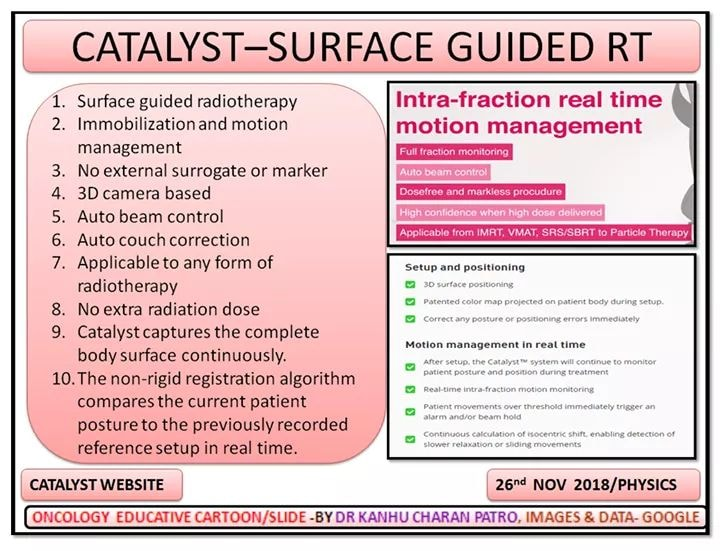 CATALYST–SURFACE GUIDED RT
1. Surface guided radiotherapy
2. Immobilization and motion
management
3. No external surrogate or marker
4. 3D camera based
5. Auto beam control
6. Auto couch correction
7. Applicable to any form of
radiotherapy
8. No extra radiation dose
9. Catalyst captures the complete
body surface continuously.
10. The non-rigid registration algorithm
compares the current patient
posture to the previously recorded
reference setup in real time.
Intra-fraction real time
motion management
Full fraction monitoring
Auto beam control
Dosefree and markless procudure
High confidence when high dose delivered
Applicable from IMRT, VMAT, SRS/SBRT to Particle Therapy
Setup and positioning
3D surface positioning
Patented color map projected on patient body during setup.
Correct any posture or positioning errors immediately
Motion management in real time
After setup, the Catalyst™ system will continue to monitor
patient posture and position during treatment
Real-time intra-fraction motion monitoring
Patient movements over threshold immediately trigger an
alarm and/or beam hold
Continuous calculation of isocentric shift, enabling detection of
slower relaxation or sliding movements
CATALYST WEBSITE
26nd NOV 2018/PHYSICS
ONCOLOGY EDUCATIVE CARTOON/SLIDE -BY DR KANHU CHARAN PATRO, IMAGES & DATA- GOOGLE